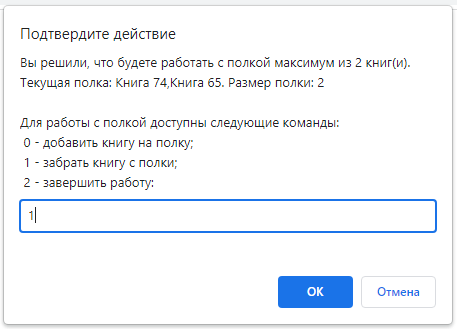 Подтвердите действие
Вы решили, что будете работать с полкой максимум из 2 книг(и).
Текущая полка: Книга 74,Книга 65. Размер полки: 2
Для работы с полкой доступны следующие команды:
0 - добавить книгу на полку;
1 - забрать книгу с полки;
2 - завершить работу:
1
ОК
Отмена